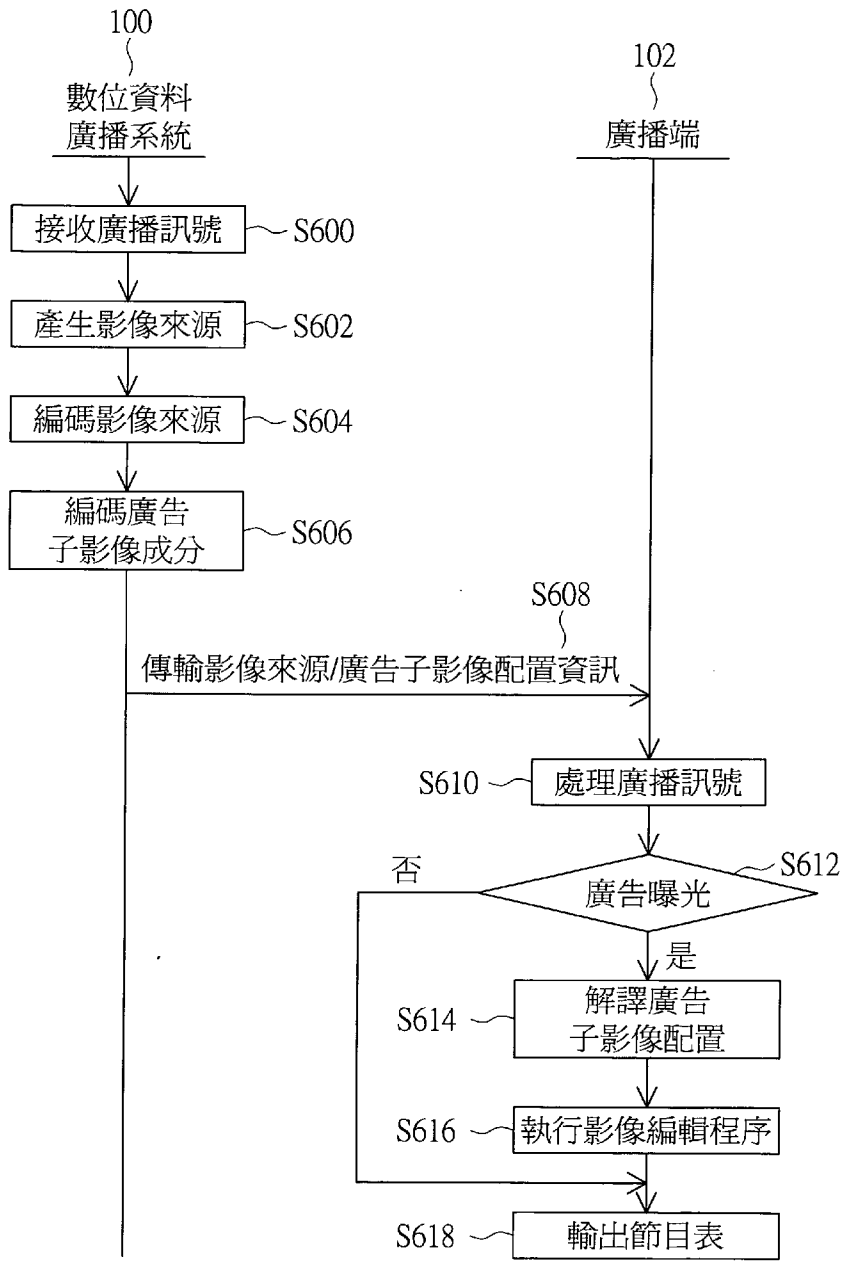 100
數位資料
廣播系統
102
廣播端
接收廣播訊號
S600
產生影像來源
S602
編碼影像來源
S604
編碼廣告
子影像成分
S606
S608
傳輸影像來源/廣告子影像配置資訊
S610
處理廣播訊號
S612
廣告曝光
否
是
S614
解譯廣告
子影像配置
S616
執行影像編輯程序
S618
輸出節目表